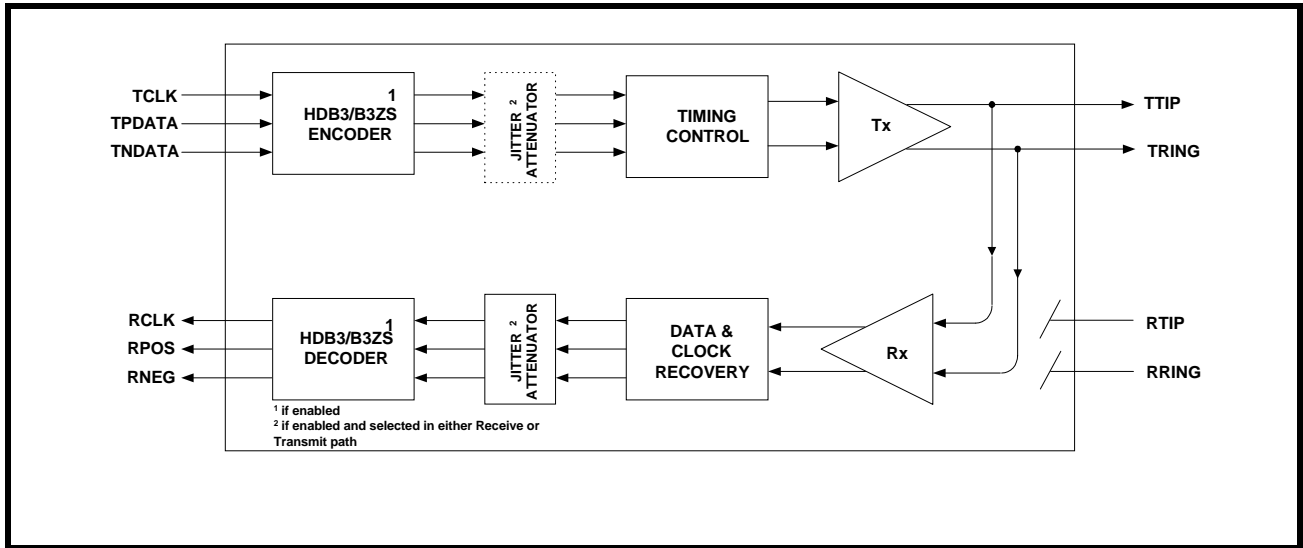 TCLK
TPDATA
TNDATA
1
HDB3/B3ZS
ENCODER
JITTER 2
ATTENUATOR
TIMING
CONTROL
Tx
TTIP
TRING
RCLK
RPOS
RNEG
1
HDB3/B3ZS
DECODER
JITTER 2
ATTENUATOR
DATA &
CLOCK
RECOVERY
Rx
RTIP
RRING
1 if enabled
2 if enabled and selected in either Receive or
Transmit path